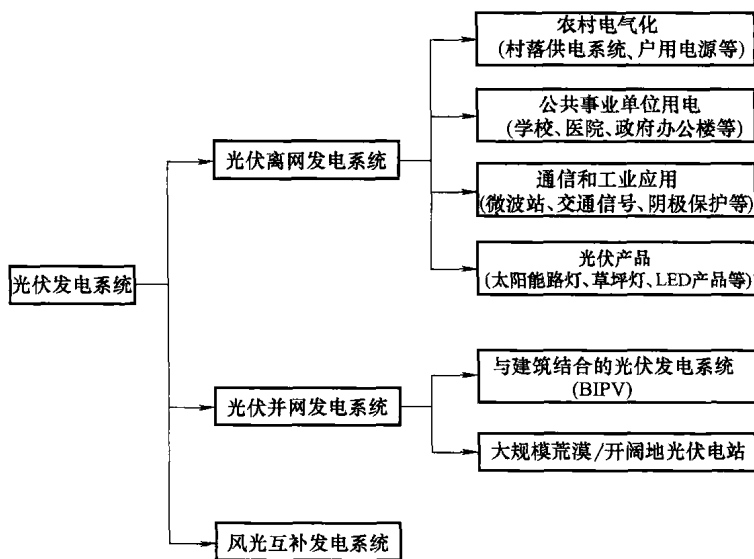 农村电气化
(村落供电系统、户用电源等)
公共事业单位用电
(学校、医院、政府办公楼等)
光伏离网发电系统
通信和工业应用
(微波站、交通信号、阴极保护等)
光伏产品
(太阳能路灯、草坪灯、LED产品等)
光伏发电系统
与建筑结合的光伏发电系统
(BIPV)
光伏并网发电系统
大规模荒漠/开阔地光伏电站
风光互补发电系统